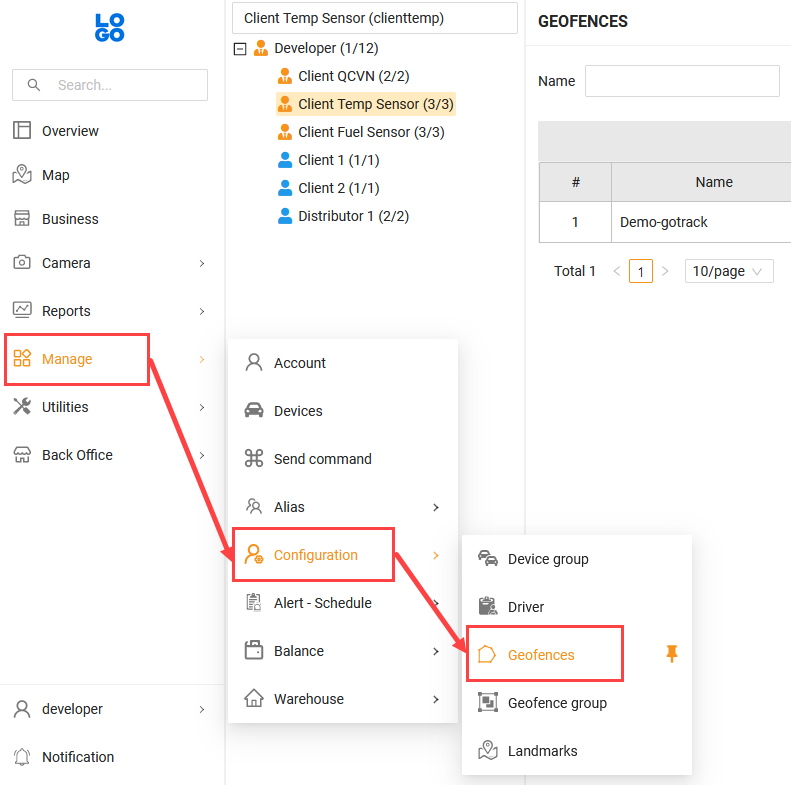 LO
GO
Search...
Overview
Map
Business
Camera
Reports
Manage
Utilities
Back Office
developer
Notification
Client Temp Sensor (clienttemp)
Developer (1/12)
Client QCVN (2/2)
Client Temp Sensor (3/3)
Client Fuel Sensor (3/3)
Client 1 (1/1)
Client 2 (1/1)
Distributor 1 (2/2)
Account
Devices
Send command
Alias
Configuration
Alert - Schedule
Balance
Warehouse
Device group
Driver
Geofences
Geofence group
Landmarks
GEOFENCES
Name
# Name
1 Demo-gotrack
Total 1 < 1 > 10/page